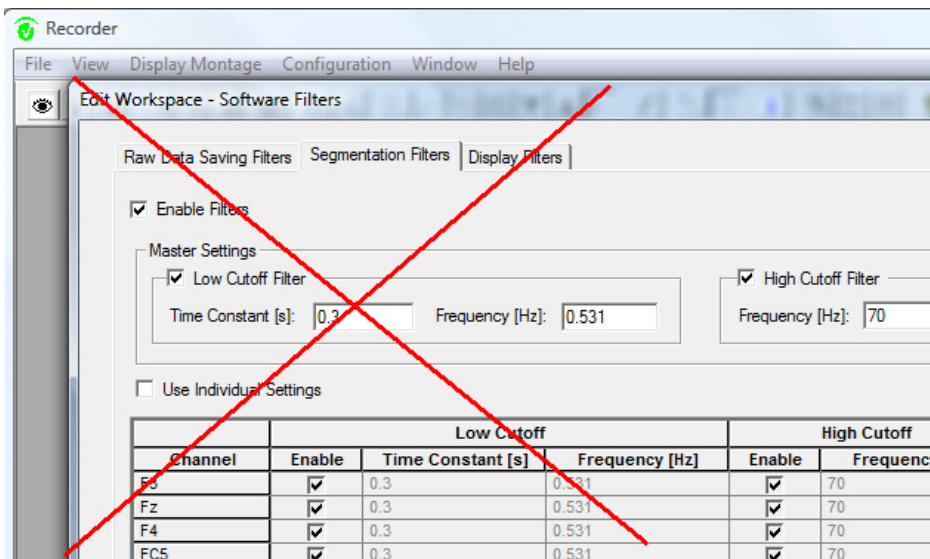 Recorder
File View Display Montage Configuration Window Help
Edit Workspace - Software Filters
Raw Data Saving Filters Segmentation Filters Display Filters
Enable Filters
Master Settings
Low Cutoff Filter High Cutoff Filter
Time Constant [s]: 0.3 Frequency [Hz]: 0.531 Frequency [Hz]: 70
Use Individual Settings
Low Cutoff High Cutoff
Channel Enable Time Constant [s] Frequency [Hz] Enable Frequenc
F3 0.3 0.531 70
Fz 0.3 0.531 70
F4 0.3 0.531 70
FC5 0.3 0.531 70